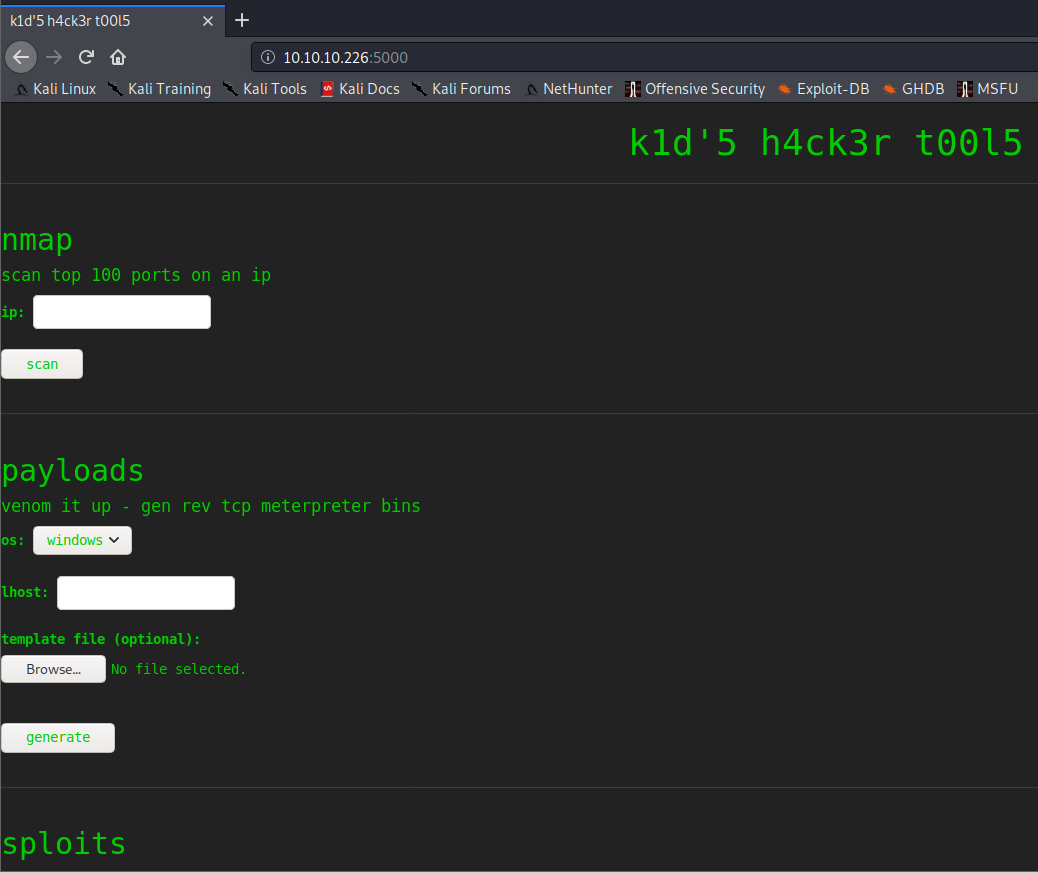 k1d'5 h4ck3r t00l5
10.10.10.226:5000
Kali Linux Kali Training Kali Tools Kali Docs Kali Forums NetHunter Offensive Security Exploit-DB GHDB MSFU
k1d'5 h4ck3r t00l5
nmap
scan top 100 ports on an ip
ip:
scan
payloads
venom it up - gen rev tcp meterpreter bins
os: windows
lhost:
template file (optional):
Browse... No file selected.
generate
sploits